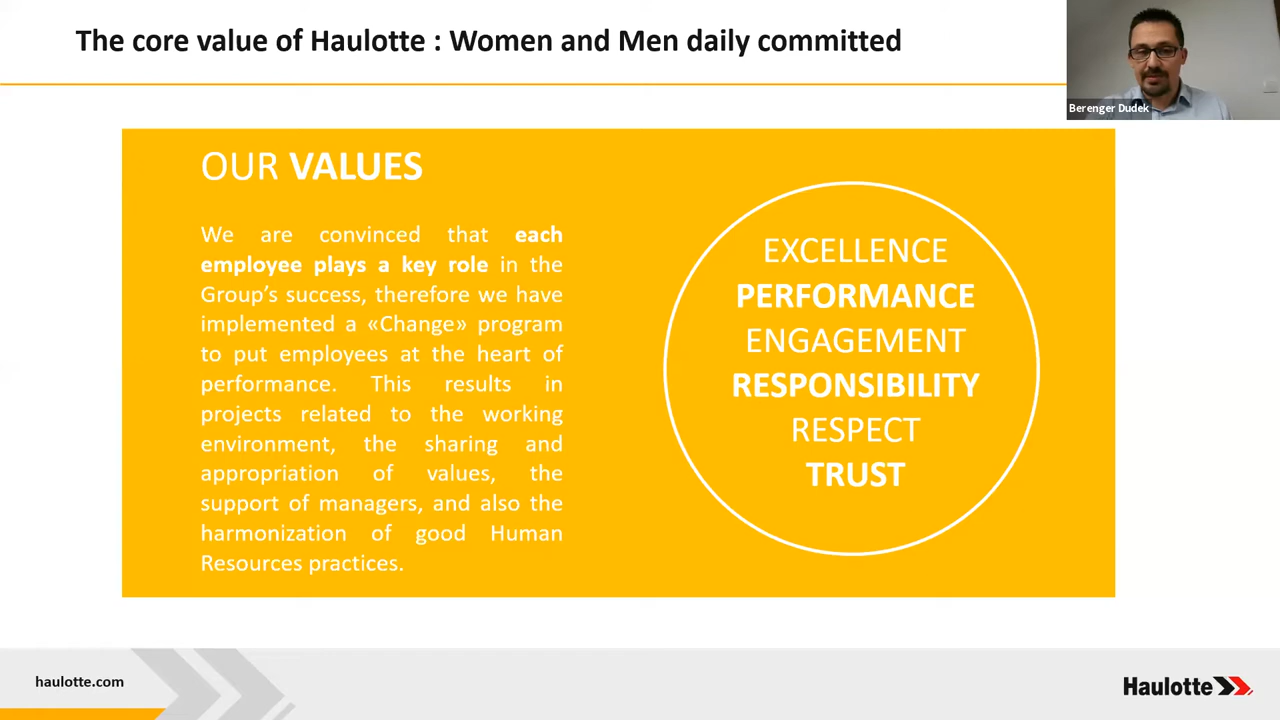 The core value of Haulotte : Women and Men daily committed
Berenger Dudek
OUR VALUES
We are convinced that each
employee plays a key role in the
Group's success, therefore we have
implemented a «Change» program
to put employees at the heart of
performance. This results in
projects related to the working
environment, the sharing and
appropriation of values, the
support of managers, and also the
harmonization of good Human
Resources practices.
EXCELLENCE
PERFORMANCE
ENGAGEMENT
RESPONSIBILITY
RESPECT
TRUST
haulotte.com
Haulotte